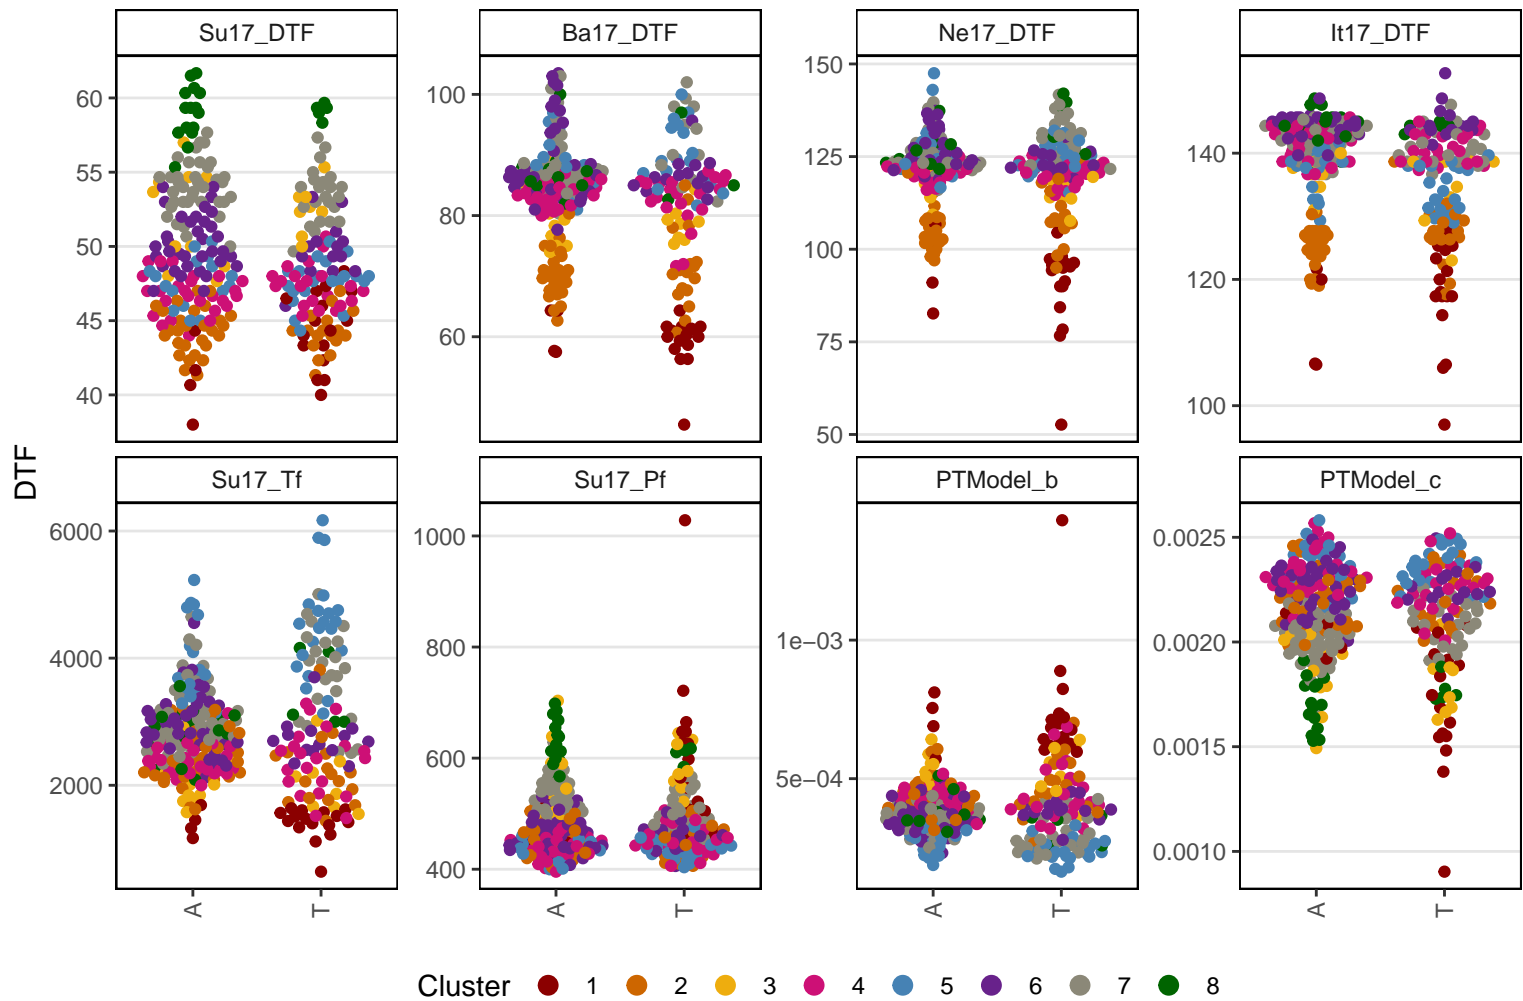 Su17_DTF Ba17_DTF Ne17_DTF It17_DTF
60 55 50 45 40
100 80 60
150 125 100 75 50
140 120 100
DTF
Su17_Tf Su17_Pf PTModel_b PTModel_c
6000 4000 2000
1000 800 600 400
1e−03 5e−04
0.0025 0.0020 0.0015 0.0010
A T A T A T A T
Cluster 1 2 3 4 5 6 7 8